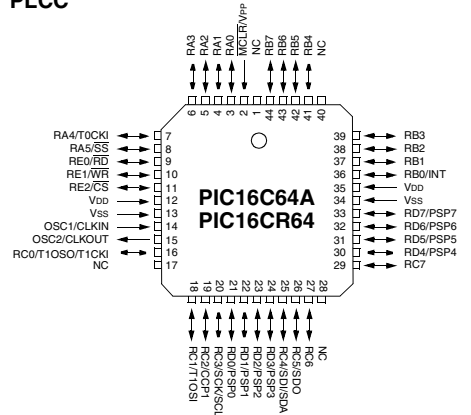 PLCC
RA3
RA2
RA1
RA0
MCLR/VPP
NC
RB7
RB6
RB5
RB4
NC
6
5
4
3
2
1
44
43
42
41
40
RA4/T0CKI 7
RA5/SS 8
RE0/RD 9
RE1/WR 10
RE2/CS 11
VDD 12
VSS 13
OSC1/CLKIN 14
OSC2/CLKOUT 15
RC0/T1OSO/T1CKI 16
NC 17
PIC16C64A
PIC16CR64
39 RB3
38 RB2
37 RB1
36 RB0/INT
35 VDD
34 VSS
33 RD7/PSP7
32 RD6/PSP6
31 RD5/PSP5
30 RD4/PSP4
29 RC7
18
19
20
21
22
23
24
25
26
27
28
RC1/T1OSI
RC2/CCP1
RC3/SCK/SCL
RD0/PSP0
RD1/PSP1
RD2/PSP2
RD3/PSP3
RC4/SDI/SDA
RC5/SDO
RC6
NC